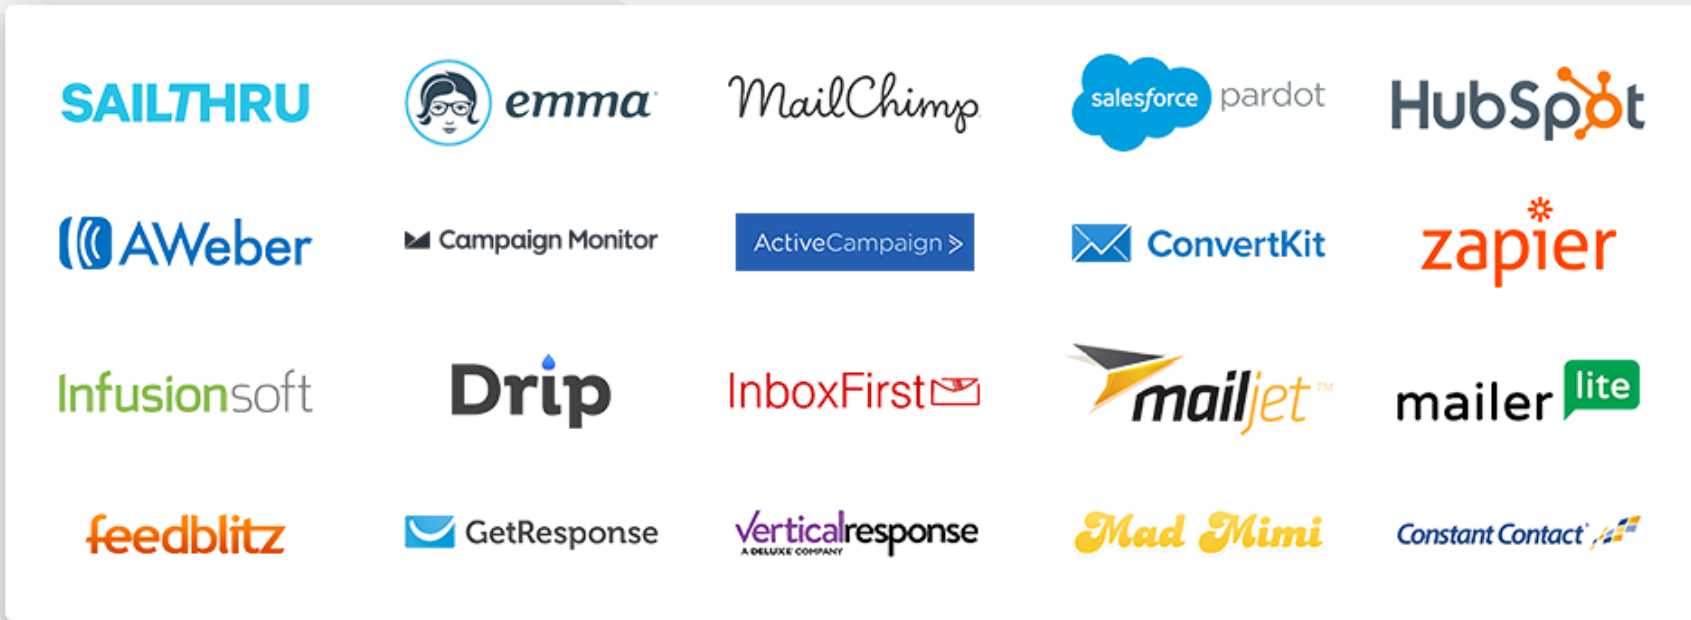 SAILTHRU
emma
MailChimp
salesforce pardot
HubSpot
AWeber
Campaign Monitor
ActiveCampaign >
ConvertKit
zapier
Infusionsoft
Drip
InboxFirst
mailjet™
mailer lite
feedblitz
GetResponse
Verticalresponse
A DELUXE COMPANY
Mad Mimi
Constant Contact